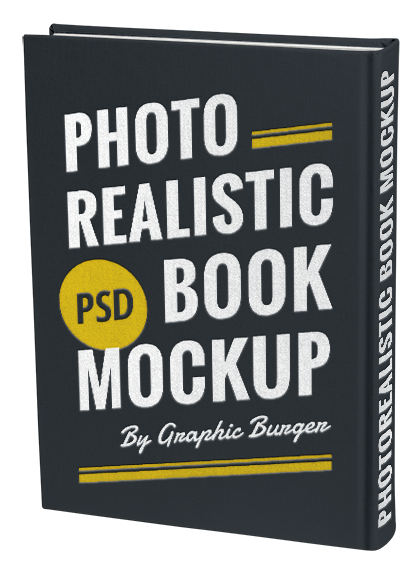 PHOTO
REALISTIC
PSD
BOOK
MOCKUP
By Graphic Burger
PHOTOREALISTIC BOOK MOCKUP